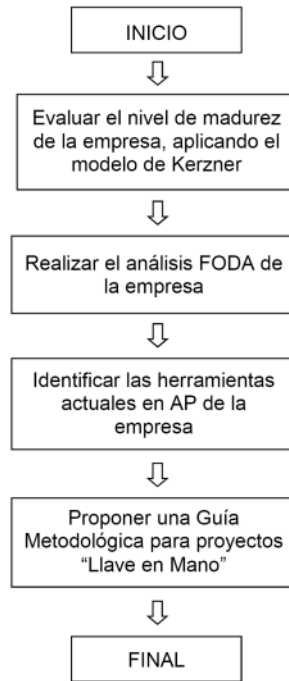 INICIO
Evaluar el nivel de madurez
de la empresa, aplicando el
modelo de Kerzner
Realizar el análisis FODA de
la empresa
Identificar las herramientas
actuales en AP de la
empresa
Proponer una Guía
Metodológica para proyectos
“Llave en Mano”
FINAL